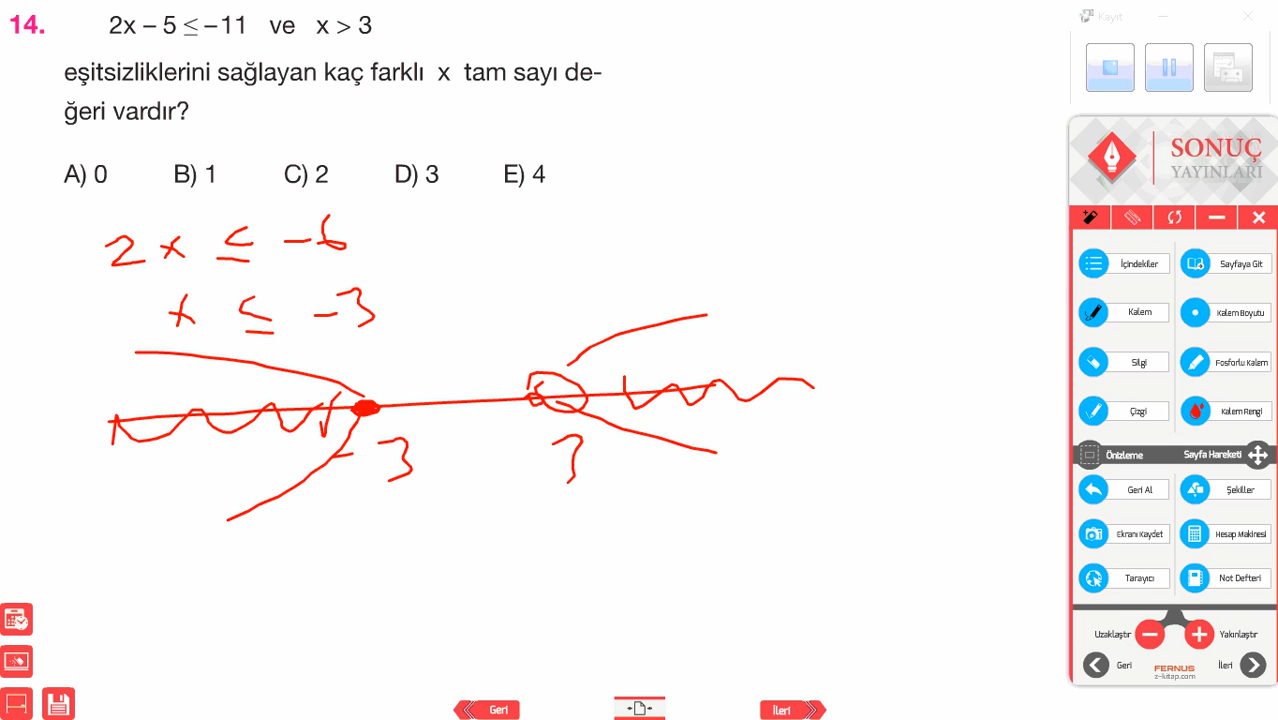 14. 2x – 5 ≤ –11 ve x > 3
eşitsizliklerini sağlayan kaç farklı x tam sayı de-
ğeri vardır?
A) 0 B) 1 C) 2 D) 3 E) 4
2x ≤ -6
x ≤ -3
-3 3
Kayıt
SONUÇ
YAYINLARI
İçindekiler Sayfaya Git
Kalem Kalem Boyutu
Silgi Fosforlu Kalem
Çizgi Kalem Rengi
Önizleme Sayfa Hareketi
Geri Al Şekiller
Ekranı Kaydet Hesap Makinesi
Tarayıcı Not Defteri
Uzaklaştır Yakınlaştır
Geri FERNUS İleri
z-kitap.com
Geri İleri